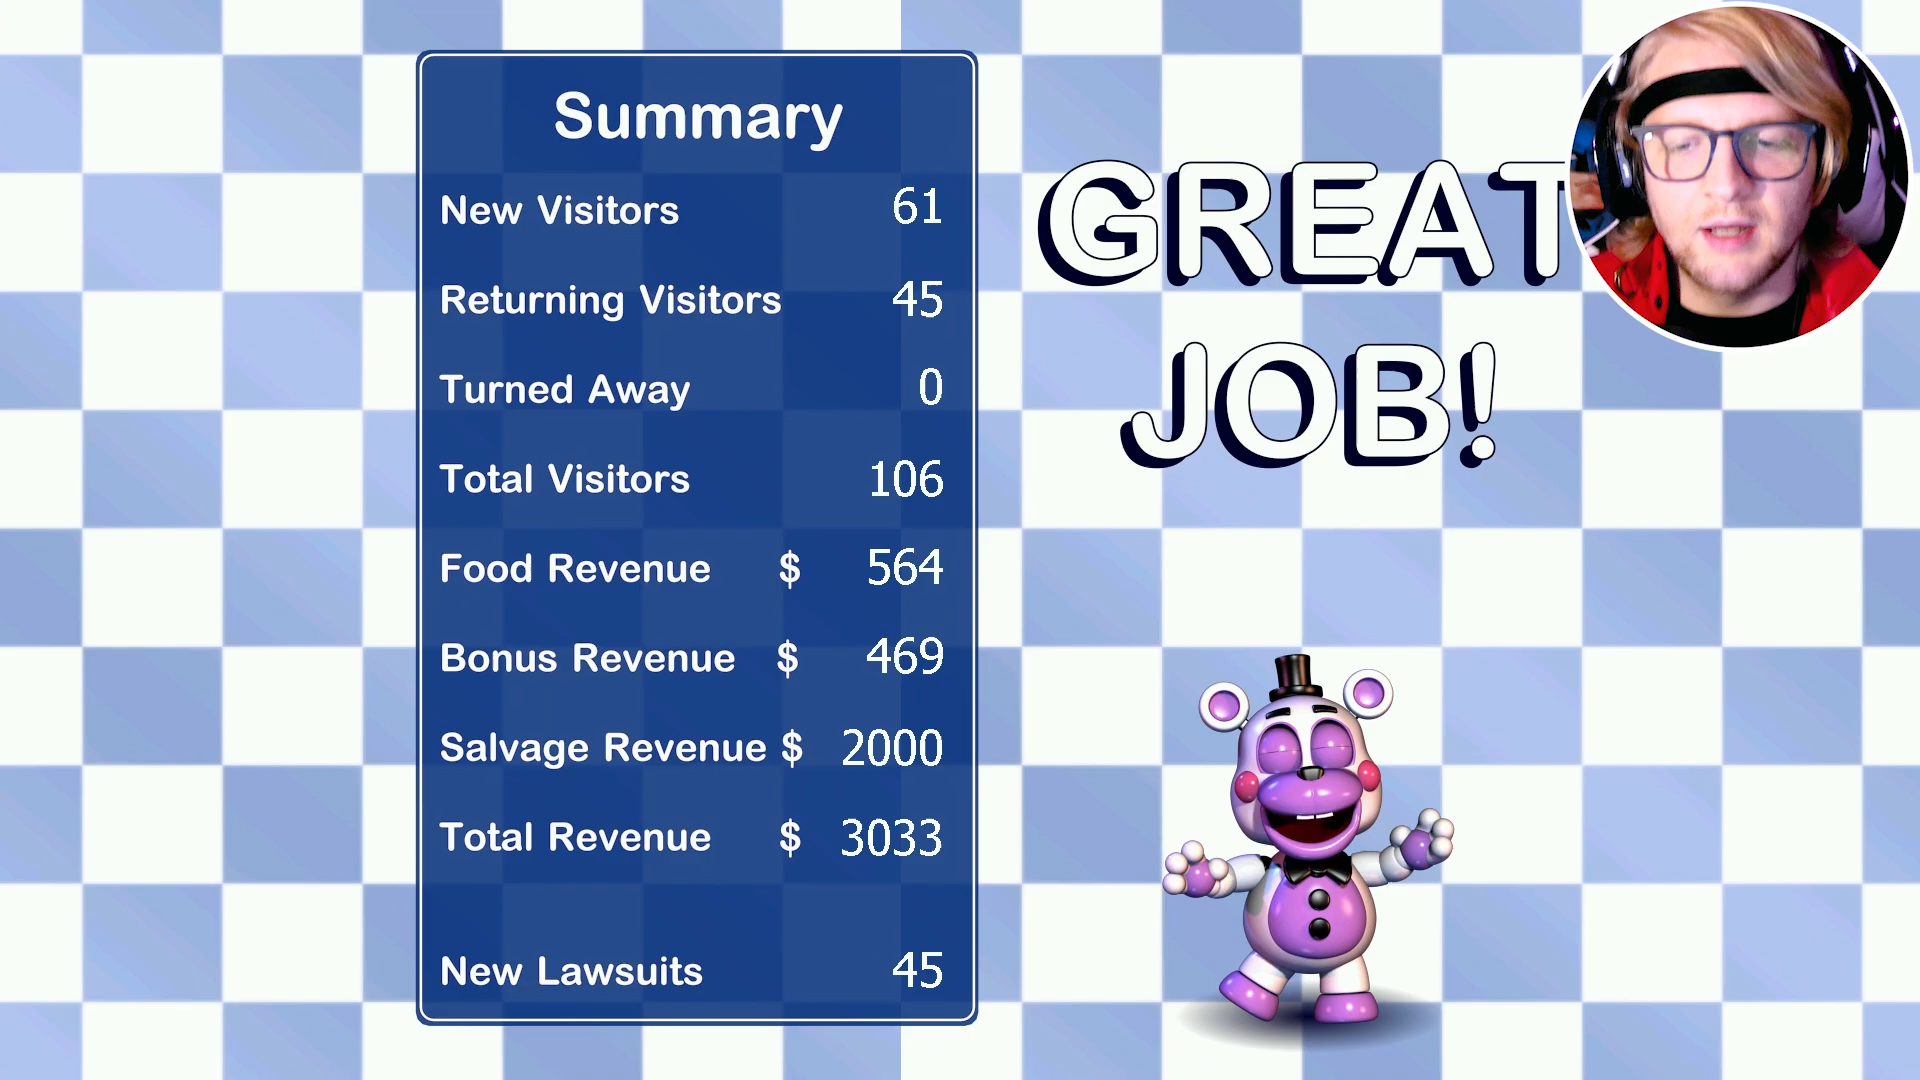 Summary
New Visitors 61
Returning Visitors 45
Turned Away 0
Total Visitors 106
Food Revenue $ 564
Bonus Revenue $ 469
Salvage Revenue $ 2000
Total Revenue $ 3033
New Lawsuits 45
GREAT
JOB!